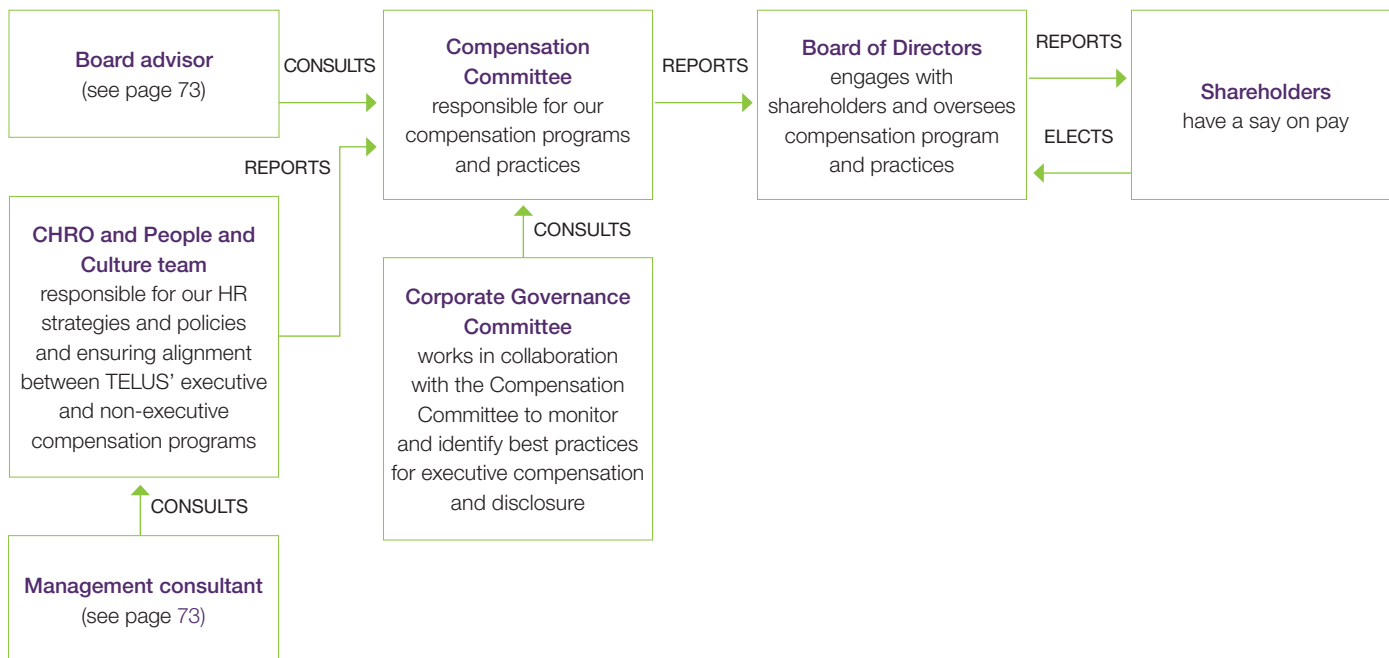 Board advisor
(see page 73)
CONSULTS
Compensation
Committee
responsible for our
compensation programs
and practices
REPORTS
Board of Directors
engages with
shareholders and oversees
compensation program
and practices
REPORTS
ELECTS
Shareholders
have a say on pay
REPORTS
CHRO and People and
Culture team
responsible for our HR
strategies and policies
and ensuring alignment
between TELUS’ executive
and non-executive
compensation programs
CONSULTS
Corporate Governance
Committee
works in collaboration
with the Compensation
Committee to monitor
and identify best practices
for executive compensation
and disclosure
CONSULTS
Management consultant
(see page 73)